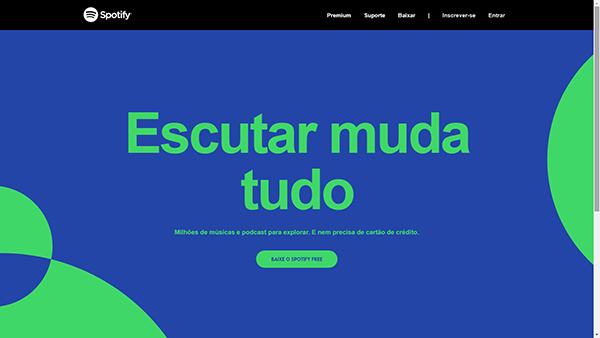 Spotify
Premium Suporte Baixar | Inscrever-se Entrar
Escutar muda
tudo
Milhões de músicas e podcast para explorar. E nem precisa de cartão de crédito.
BAIXE O SPOTIFY FREE